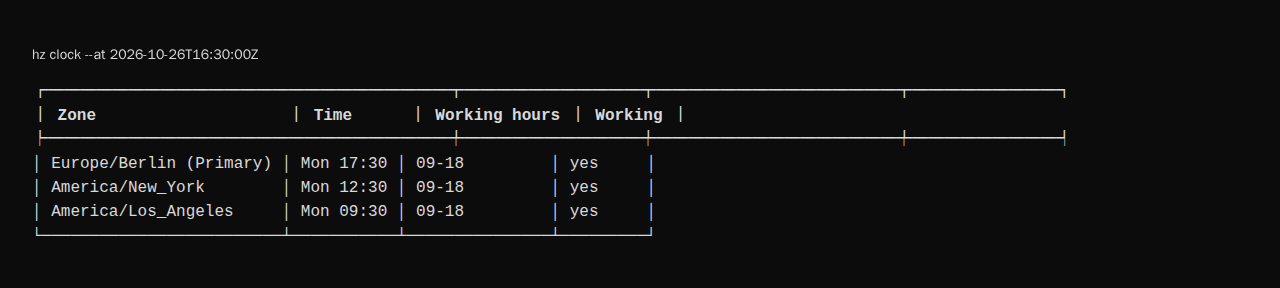 hz clock --at 2026-10-26T16:30:00Z
Zone Time Working hours Working
Europe/Berlin (Primary) Mon 17:30 09-18 yes
America/New_York Mon 12:30 09-18 yes
America/Los_Angeles Mon 09:30 09-18 yes